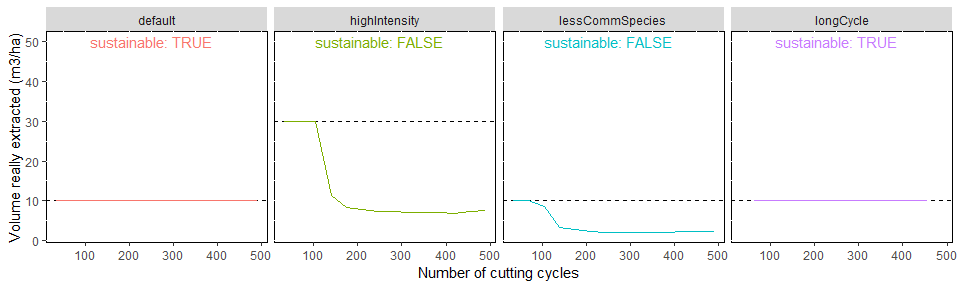 default highIntensity lessCommSpecies longCycle
sustainable: TRUE sustainable: FALSE sustainable: FALSE sustainable: TRUE
Volume really extracted (m3/ha)
50
40
30
20
10
0
100 200 300 400 500 100 200 300 400 500 100 200 300 400 500 100 200 300 400 500
Number of cutting cycles